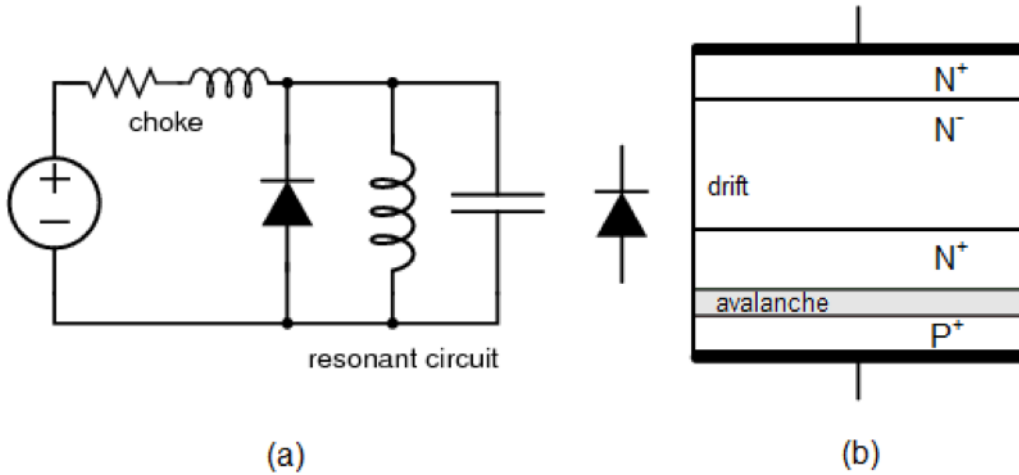 choke
+
−
resonant circuit
(a)
N+
N-
drift
N+
avalanche
P+
(b)